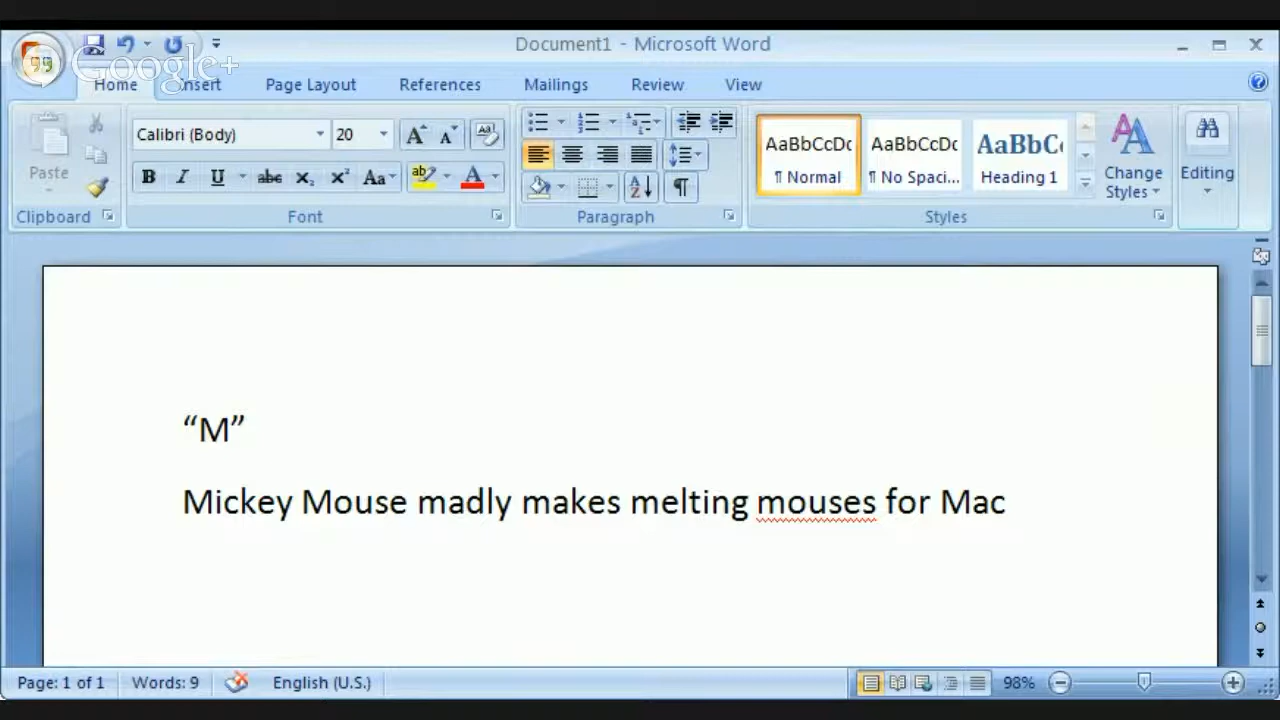 Document1 - Microsoft Word
Google+
Home Insert Page Layout References Mailings Review View
Calibri (Body) 20
AaBbCcDc AaBbCcDc AaBbC
Paste
¶ Normal ¶ No Spaci... Heading 1
Change Styles
Editing
Clipboard Font Paragraph Styles
“M”
Mickey Mouse madly makes melting mouses for Mac
Page: 1 of 1 Words: 9 English (U.S.) 98%